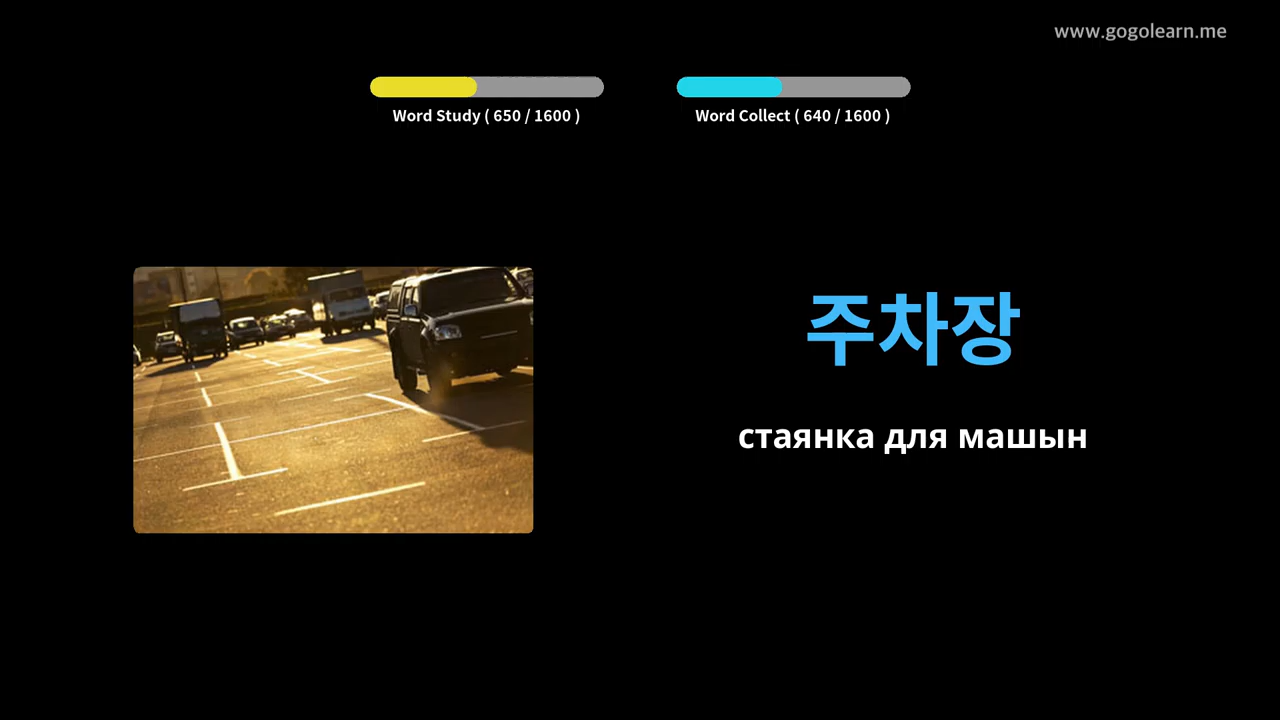 www.gogolearn.me
Word Study ( 650 / 1600 )
Word Collect ( 640 / 1600 )
주차장
стаянка для машын